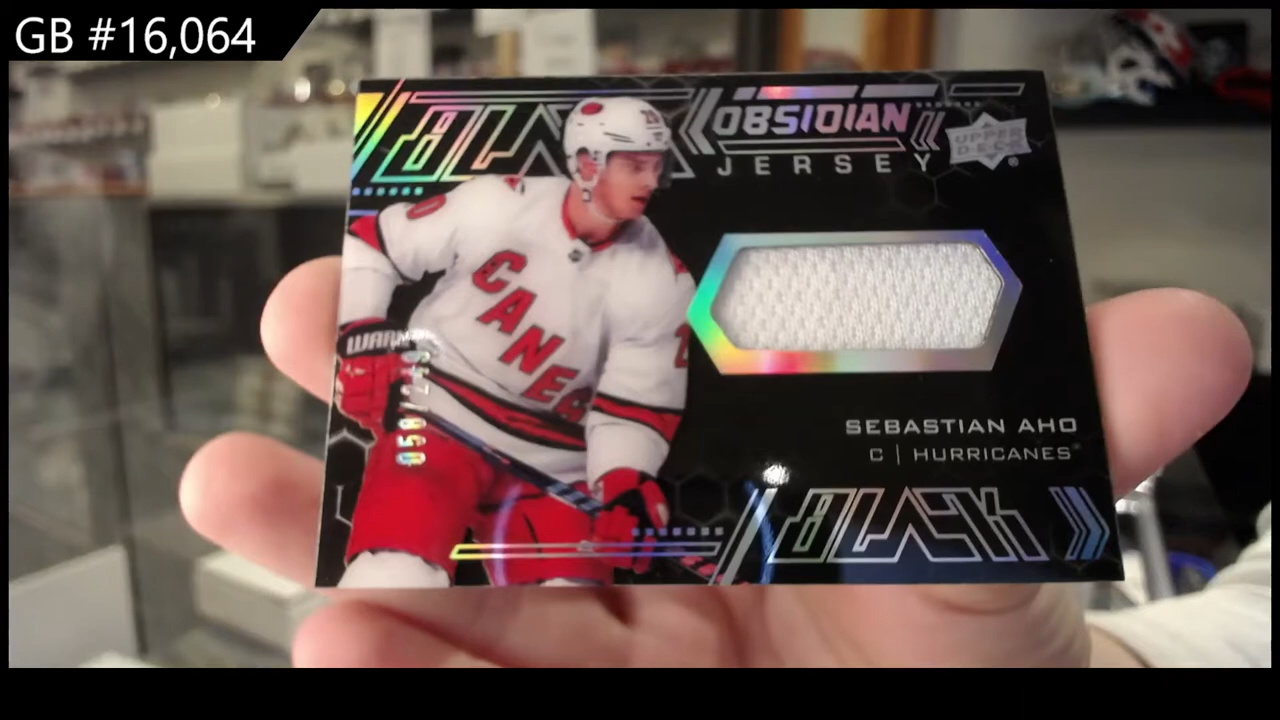 GB #16,064
BLACK
OBSIDIAN
JERSEY
UPPER
DECK
CANES
SEBASTIAN AHO
C | HURRICANES
BLACK